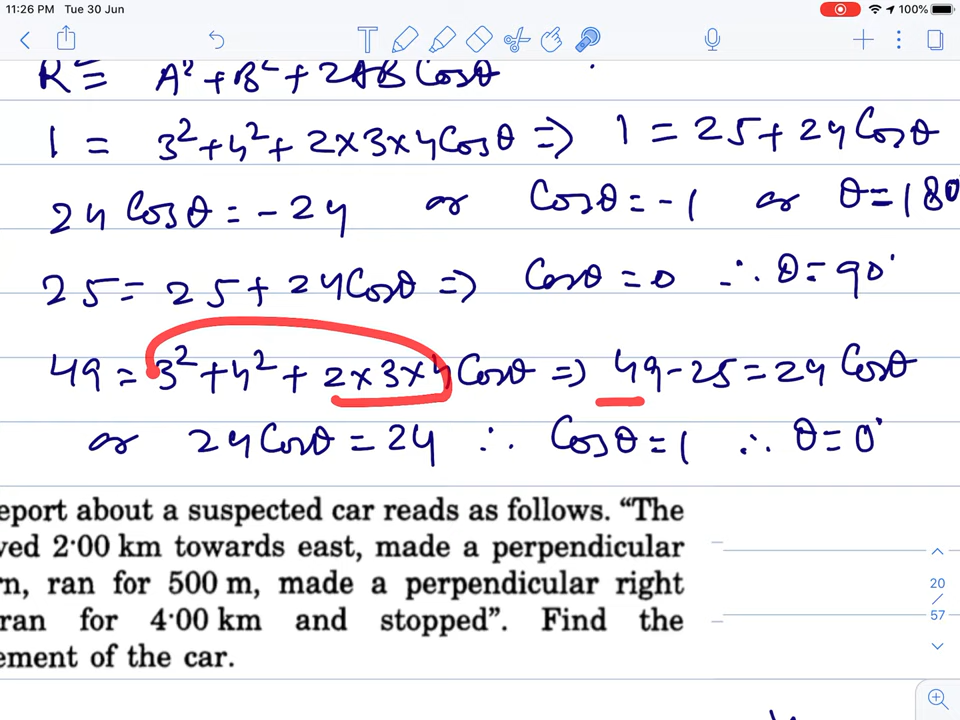 11:26 PM Tue 30 Jun 100%
T
R² = A² + B² + 2AB Cosθ
1 = 3² + 4² + 2×3×4 Cosθ ⇒ 1 = 25 + 24 Cosθ
24 Cosθ = -24 or Cosθ = -1 or θ = 180
25 = 25 + 24 Cosθ ⇒ Cosθ = 0 ∴ θ = 90°
49 = 3² + 4² + 2×3×4 Cosθ ⇒ 49 - 25 = 24 Cosθ
or 24 Cosθ = 24 ∴ Cosθ = 1 ∴ θ = 0°
eport about a suspected car reads as follows. “The
ved 2·00 km towards east, made a perpendicular
rn, ran for 500 m, made a perpendicular right
ran for 4·00 km and stopped”. Find the
ement of the car.
20
/
57